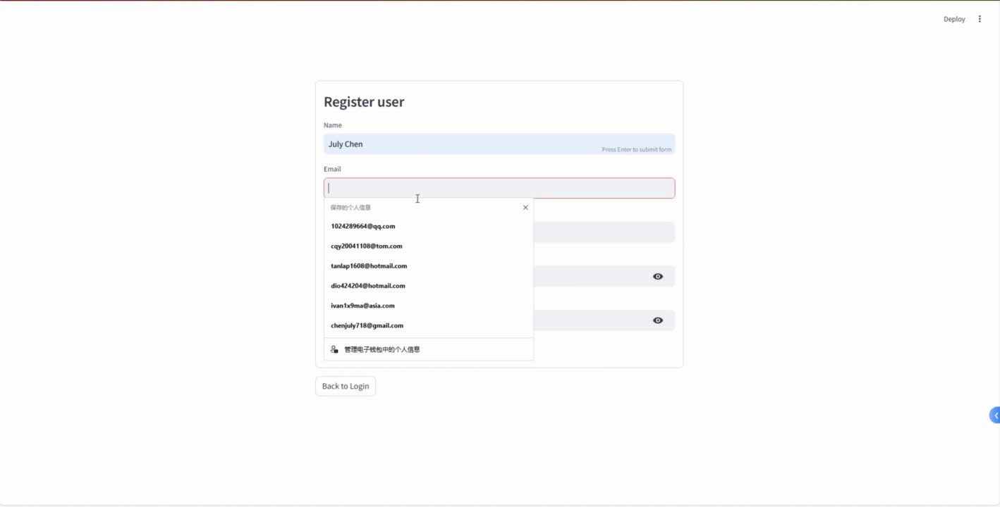 Deploy
Register user
Name
July Chen
Press Enter to submit form
Email
保存的个人信息
1024289664@qq.com
cqy20041108@tom.com
tanlap1608@hotmail.com
dio424204@hotmail.com
ivan1x9ma@asia.com
chenjuly718@gmail.com
管理电子钱包中的个人信息
Back to Login